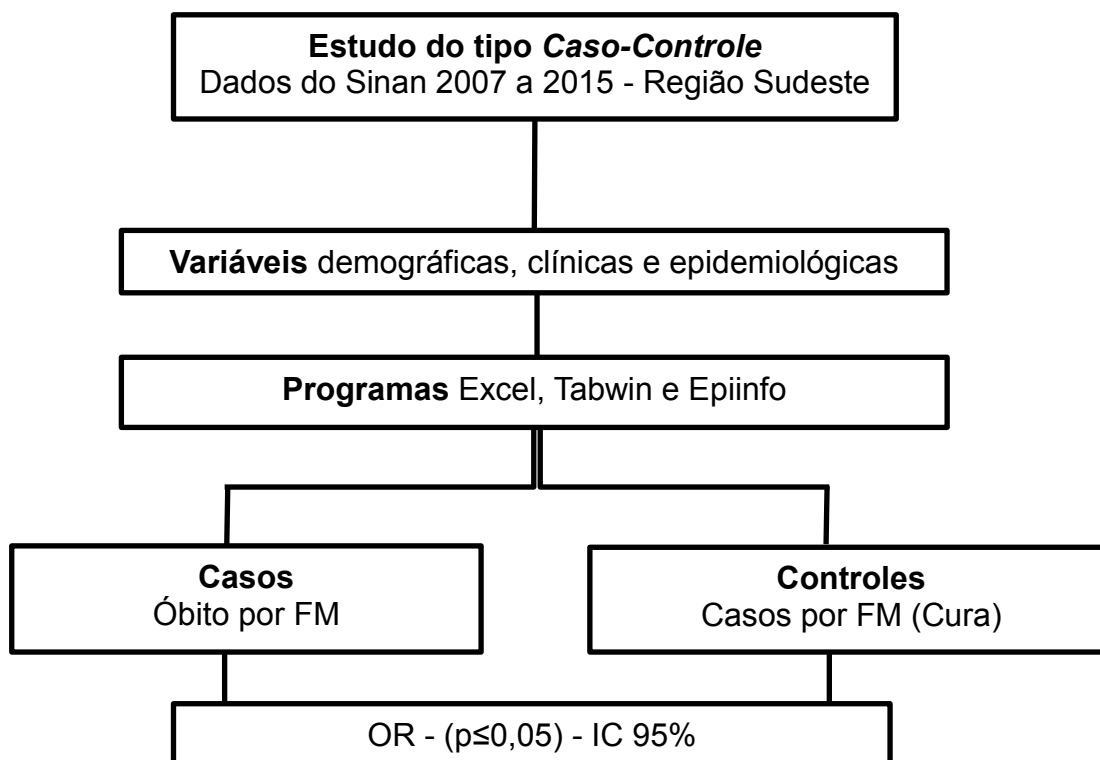 Estudo do tipo Caso-Controle
Dados do Sinan 2007 a 2015 - Região Sudeste
Variáveis demográficas, clínicas e epidemiológicas
Programas Excel, Tabwin e Epiinfo
Casos
Óbito por FM
Controles
Casos por FM (Cura)
OR - (p≤0,05) - IC 95%